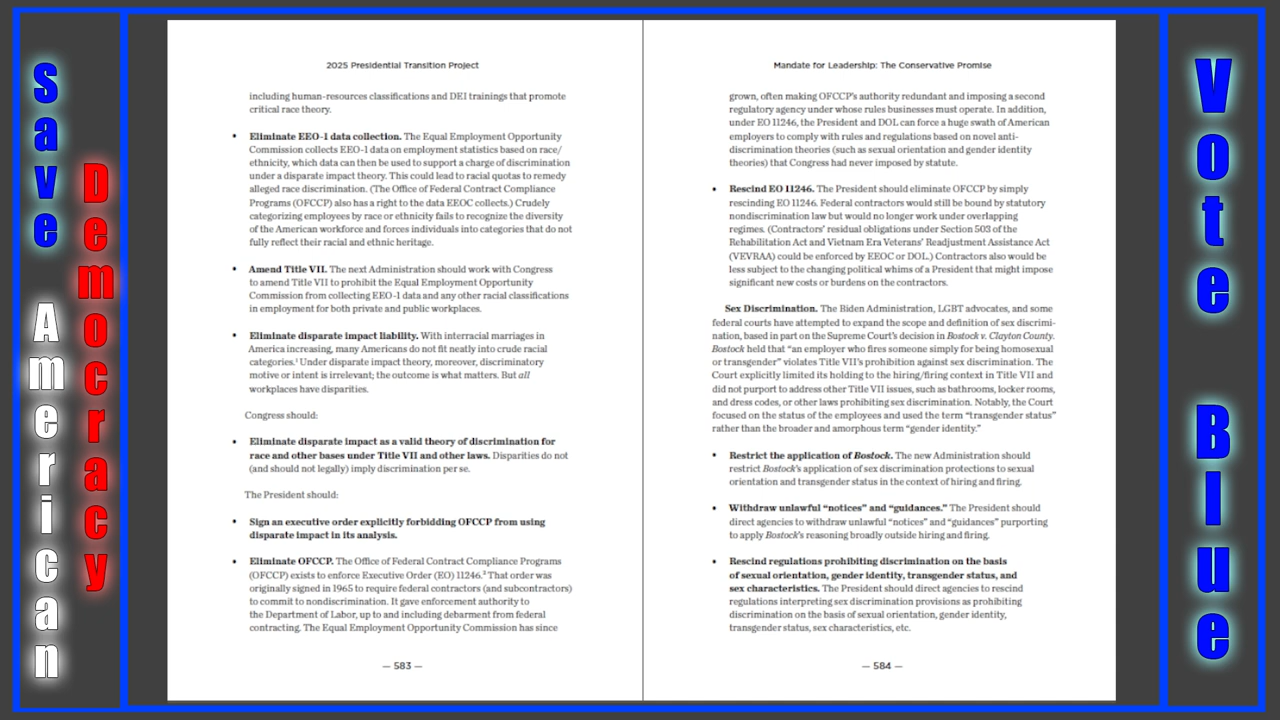 Save
American
Democracy
2025 Presidential Transition Project
including human-resources classifications and DEI trainings that promote
critical race theory.
• Eliminate EEO-1 data collection. The Equal Employment Opportunity
Commission collects EEO-1 data on employment statistics based on race/
ethnicity, which data can then be used to support a charge of discrimination
under a disparate impact theory. This could lead to racial quotas to remedy
alleged race discrimination. (The Office of Federal Contract Compliance
Programs (OFCCP) also has a right to the data EEOC collects.) Crudely
categorizing employees by race or ethnicity fails to recognize the diversity
of the American workforce and forces individuals into categories that do not
fully reflect their racial and ethnic heritage.
• Amend Title VII. The next Administration should work with Congress
to amend Title VII to prohibit the Equal Employment Opportunity
Commission from collecting EEO-1 data and any other racial classifications
in employment for both private and public workplaces.
• Eliminate disparate impact liability. With interracial marriages in
America increasing, many Americans do not fit neatly into crude racial
categories.¹ Under disparate impact theory, moreover, discriminatory
motive or intent is irrelevant; the outcome is what matters. But all
workplaces have disparities.
Congress should:
• Eliminate disparate impact as a valid theory of discrimination for
race and other bases under Title VII and other laws. Disparities do not
(and should not legally) imply discrimination per se.
The President should:
• Sign an executive order explicitly forbidding OFCCP from using
disparate impact in its analysis.
• Eliminate OFCCP. The Office of Federal Contract Compliance Programs
(OFCCP) exists to enforce Executive Order (EO) 11246.² That order was
originally signed in 1965 to require federal contractors (and subcontractors)
to commit to nondiscrimination. It gave enforcement authority to
the Department of Labor, up to and including debarment from federal
contracting. The Equal Employment Opportunity Commission has since
— 583 —
Mandate for Leadership: The Conservative Promise
grown, often making OFCCP's authority redundant and imposing a second
regulatory agency under whose rules businesses must operate. In addition,
under EO 11246, the President and DOL can force a huge swath of American
employers to comply with rules and regulations based on novel anti-
discrimination theories (such as sexual orientation and gender identity
theories) that Congress had never imposed by statute.
• Rescind EO 11246. The President should eliminate OFCCP by simply
rescinding EO 11246. Federal contractors would still be bound by statutory
nondiscrimination law but would no longer work under overlapping
regimes. (Contractors' residual obligations under Section 503 of the
Rehabilitation Act and Vietnam Era Veterans' Readjustment Assistance Act
(VEVRAA) could be enforced by EEOC or DOL.) Contractors also would be
less subject to the changing political whims of a President that might impose
significant new costs or burdens on the contractors.
Sex Discrimination. The Biden Administration, LGBT advocates, and some
federal courts have attempted to expand the scope and definition of sex discrimi-
nation, based in part on the Supreme Court's decision in Bostock v. Clayton County.
Bostock held that “an employer who fires someone simply for being homosexual
or transgender” violates Title VII's prohibition against sex discrimination. The
Court explicitly limited its holding to the hiring/firing context in Title VII and
did not purport to address other Title VII issues, such as bathrooms, locker rooms,
and dress codes, or other laws prohibiting sex discrimination. Notably, the Court
focused on the status of the employees and used the term “transgender status”
rather than the broader and amorphous term “gender identity.”
• Restrict the application of Bostock. The new Administration should
restrict Bostock's application of sex discrimination protections to sexual
orientation and transgender status in the context of hiring and firing.
• Withdraw unlawful “notices” and “guidances.” The President should
direct agencies to withdraw unlawful “notices” and “guidances” purporting
to apply Bostock's reasoning broadly outside hiring and firing.
• Rescind regulations prohibiting discrimination on the basis
of sexual orientation, gender identity, transgender status, and
sex characteristics. The President should direct agencies to rescind
regulations interpreting sex discrimination provisions as prohibiting
discrimination on the basis of sexual orientation, gender identity,
transgender status, sex characteristics, etc.
— 584 —
Vote Blue